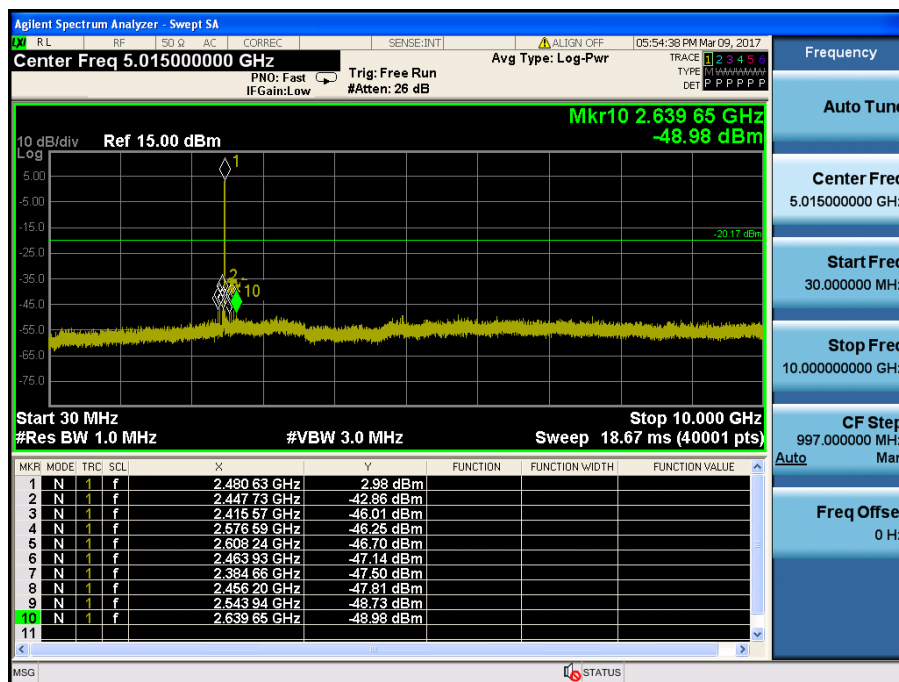 Agilent Spectrum Analyzer - Swept SA
LXI RL RF 50 Ω AC CORREC SENSE:INT ALIGN OFF 05:54:38 PM Mar 09, 2017
Center Freq 5.015000000 GHz
PNO: Fast
IFGain:Low
Trig: Free Run
#Atten: 26 dB
Avg Type: Log-Pwr
TRACE 1 2 3 4 5 6
TYPE M WWWWW
DET P P P P P P
Mkr10 2.639 65 GHz
-48.98 dBm
10 dB/div Ref 15.00 dBm
Log
1
5.00
-5.00
-15.0
-20.17 dBm
-25.0
-35.0
2
10
-45.0
-55.0
-65.0
-75.0
Start 30 MHz Stop 10.000 GHz
#Res BW 1.0 MHz #VBW 3.0 MHz Sweep 18.67 ms (40001 pts)
MKR MODE TRC SCL X Y FUNCTION FUNCTION WIDTH FUNCTION VALUE
1 N 1 f 2.480 63 GHz 2.98 dBm
2 N 1 f 2.447 73 GHz -42.86 dBm
3 N 1 f 2.415 57 GHz -46.01 dBm
4 N 1 f 2.576 59 GHz -46.25 dBm
5 N 1 f 2.608 24 GHz -46.70 dBm
6 N 1 f 2.463 93 GHz -47.14 dBm
7 N 1 f 2.384 66 GHz -47.50 dBm
8 N 1 f 2.456 20 GHz -47.81 dBm
9 N 1 f 2.543 94 GHz -48.73 dBm
10 N 1 f 2.639 65 GHz -48.98 dBm
11
MSG STATUS
Frequency
Auto Tun
Center Fre
5.015000000 GH
Start Fre
30.000000 MH
Stop Fre
10.000000000 GH
CF Step
997.000000 MH
Auto Man
Freq Offse
0 H